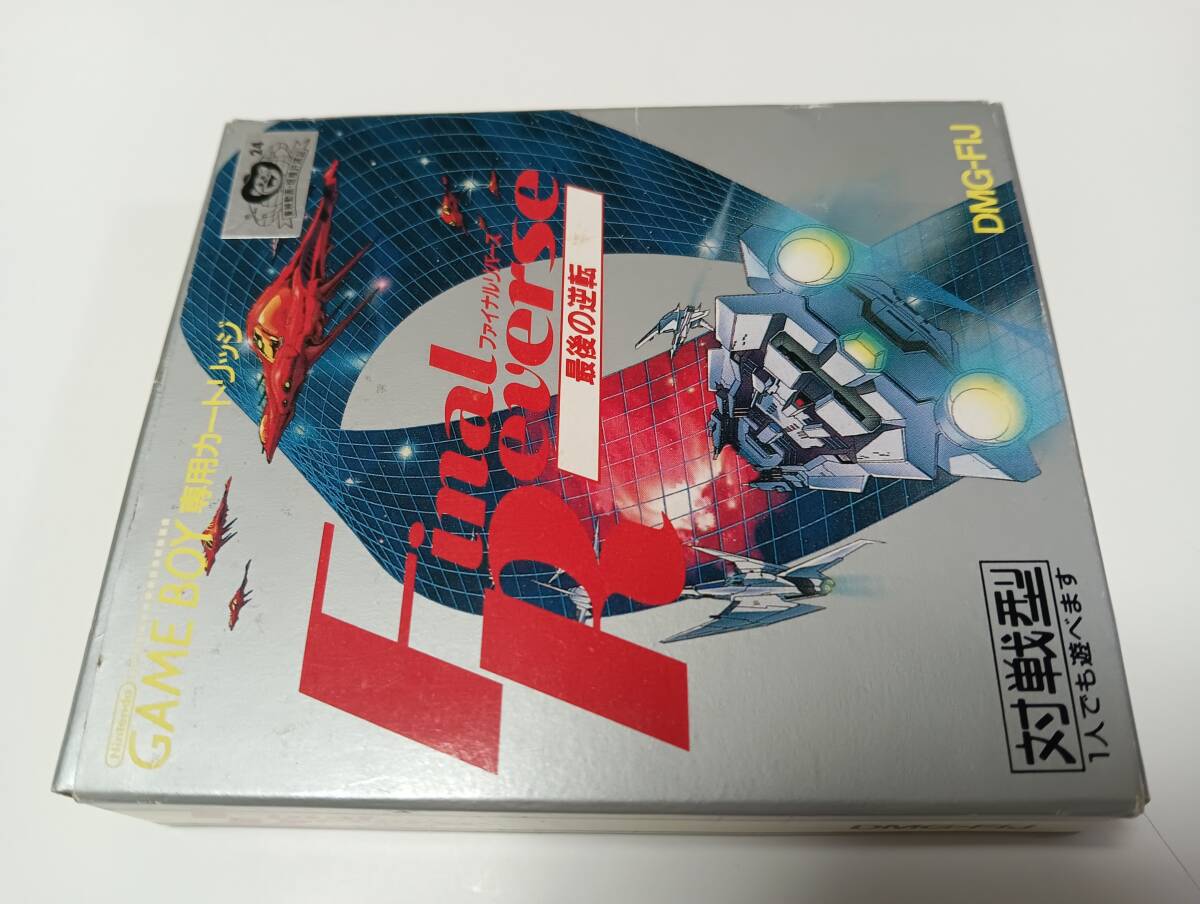 Nintendo
GAME BOY 専用カートリッジ
24
Final
ファイナルリバース
Reverse
最後の逆転
対戦型
1人でも遊べます
DMG-FIJ